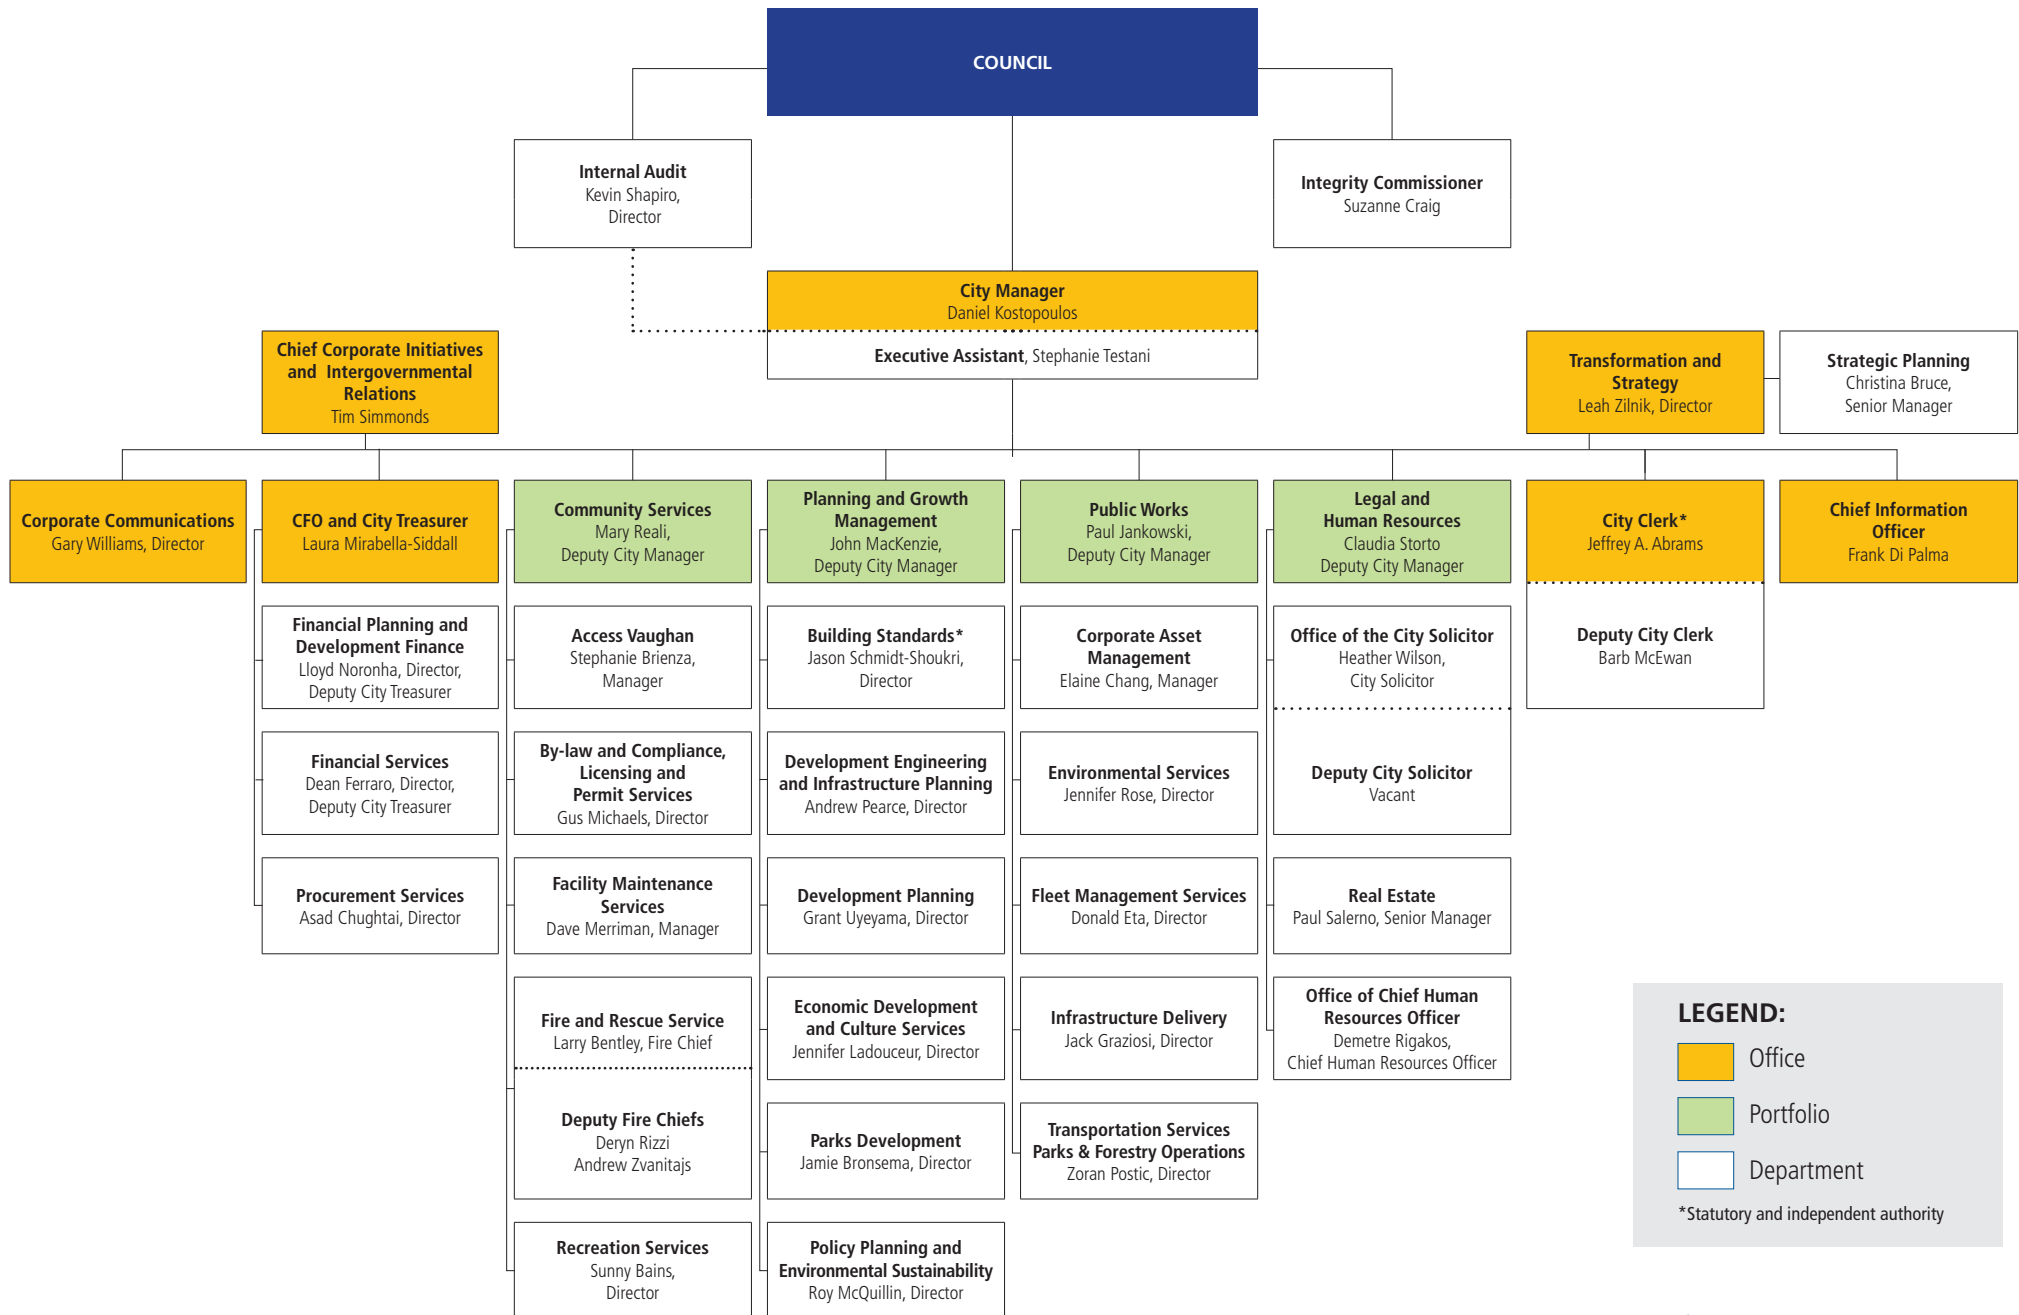 COUNCIL
Internal Audit
Kevin Shapiro,
Director
Integrity Commissioner
Suzanne Craig
City Manager
Daniel Kostopoulos
Executive Assistant, Stephanie Testani
Chief Corporate Initiatives
and Intergovernmental
Relations
Tim Simmonds
Transformation and
Strategy
Leah Zilnik, Director
Strategic Planning
Christina Bruce,
Senior Manager
Corporate Communications
Gary Williams, Director
CFO and City Treasurer
Laura Mirabella-Siddall
Community Services
Mary Reali,
Deputy City Manager
Planning and Growth
Management
John MacKenzie,
Deputy City Manager
Public Works
Paul Jankowski,
Deputy City Manager
Legal and
Human Resources
Claudia Storto
Deputy City Manager
City Clerk*
Jeffrey A. Abrams
Chief Information
Officer
Frank Di Palma
Financial Planning and
Development Finance
Lloyd Noronha, Director,
Deputy City Treasurer
Access Vaughan
Stephanie Brienza,
Manager
Building Standards*
Jason Schmidt-Shoukri,
Director
Corporate Asset
Management
Elaine Chang, Manager
Office of the City Solicitor
Heather Wilson,
City Solicitor
Deputy City Clerk
Barb McEwan
Financial Services
Dean Ferraro, Director,
Deputy City Treasurer
By-law and Compliance,
Licensing and
Permit Services
Gus Michaels, Director
Development Engineering
and Infrastructure Planning
Andrew Pearce, Director
Environmental Services
Jennifer Rose, Director
Deputy City Solicitor
Vacant
Procurement Services
Asad Chughtai, Director
Facility Maintenance
Services
Dave Merriman, Manager
Development Planning
Grant Uyeyama, Director
Fleet Management Services
Donald Eta, Director
Real Estate
Paul Salerno, Senior Manager
Fire and Rescue Service
Larry Bentley, Fire Chief
Economic Development
and Culture Services
Jennifer Ladouceur, Director
Infrastructure Delivery
Jack Graziosi, Director
Office of Chief Human
Resources Officer
Demetre Rigakos,
Chief Human Resources Officer
Deputy Fire Chiefs
Deryn Rizzi
Andrew Zvanitajs
Parks Development
Jamie Bronsema, Director
Transportation Services
Parks & Forestry Operations
Zoran Postic, Director
Recreation Services
Sunny Bains,
Director
Policy Planning and
Environmental Sustainability
Roy McQuillin, Director
LEGEND:
Office
Portfolio
Department
*Statutory and independent authority